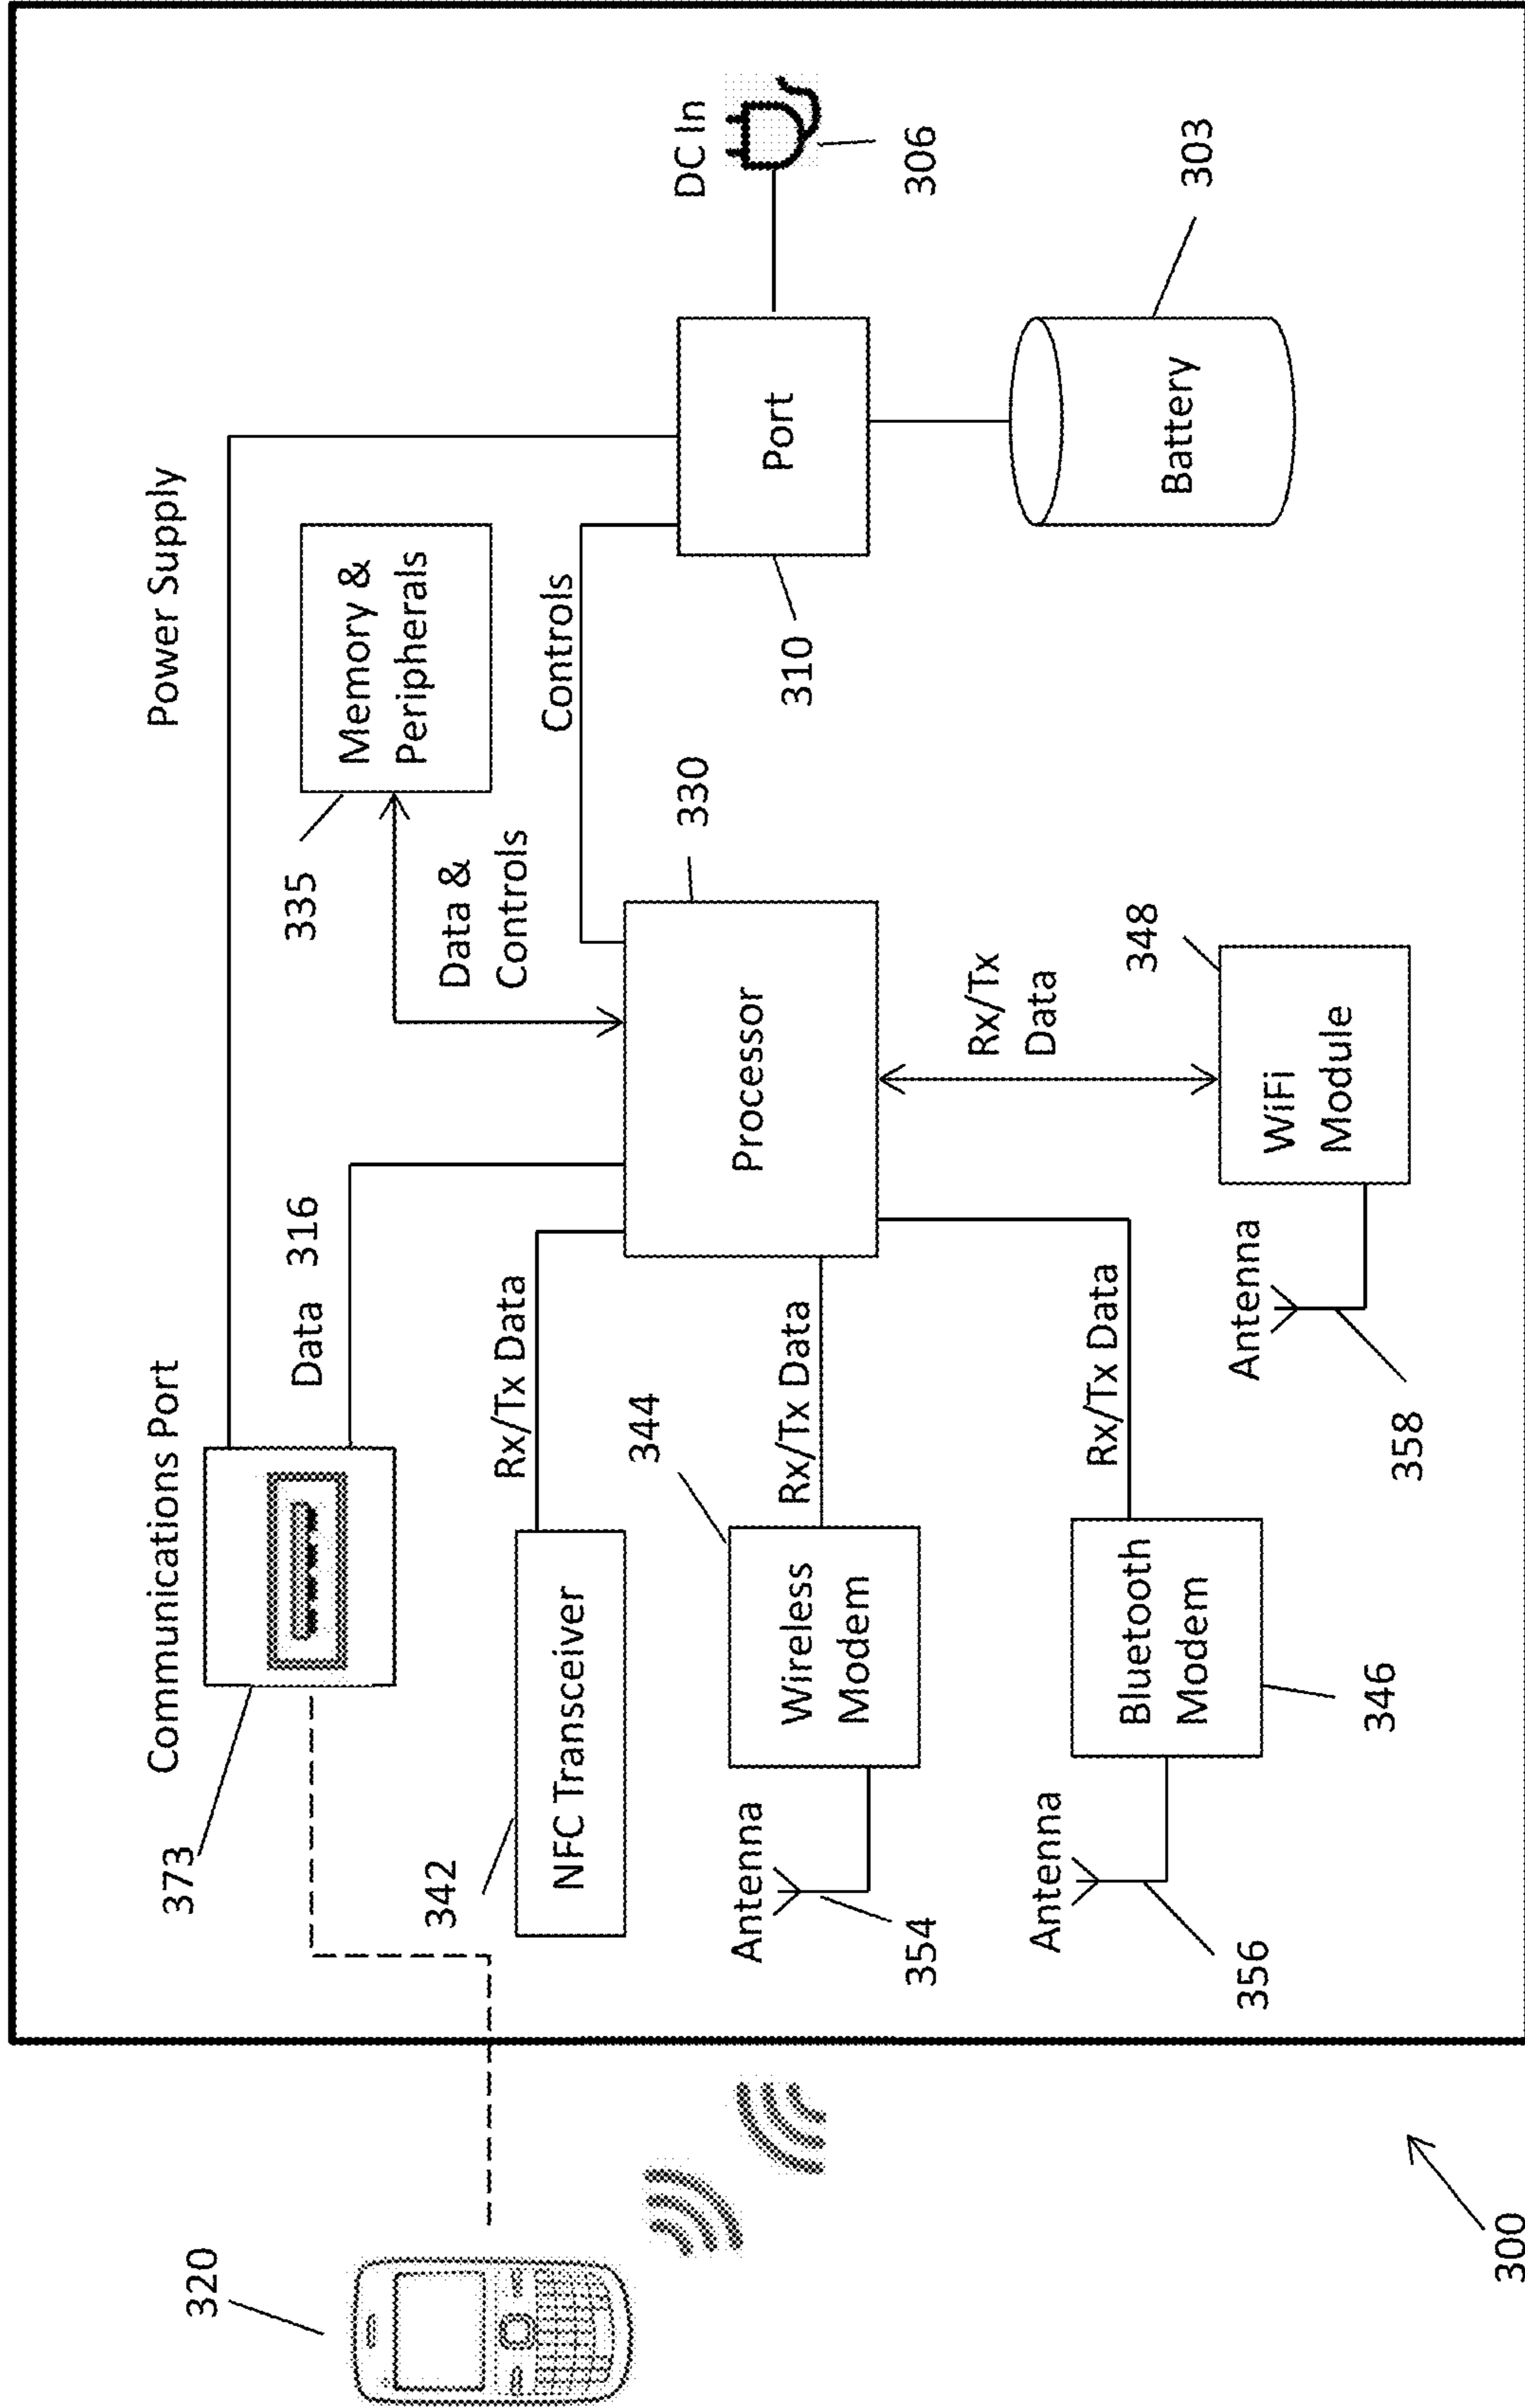 320
300
373
Communications Port
Data 316
Power Supply
335
Memory &
Peripherals
Data &
Controls
Controls
342
NFC Transceiver
Rx/Tx Data
330
Processor
310
Port
DC In
306
344
Antenna
354
Wireless
Modem
Rx/Tx Data
Antenna
356
Bluetooth
Modem
346
Rx/Tx Data
Rx/Tx
Data
348
WiFi
Module
Antenna
358
Battery
303